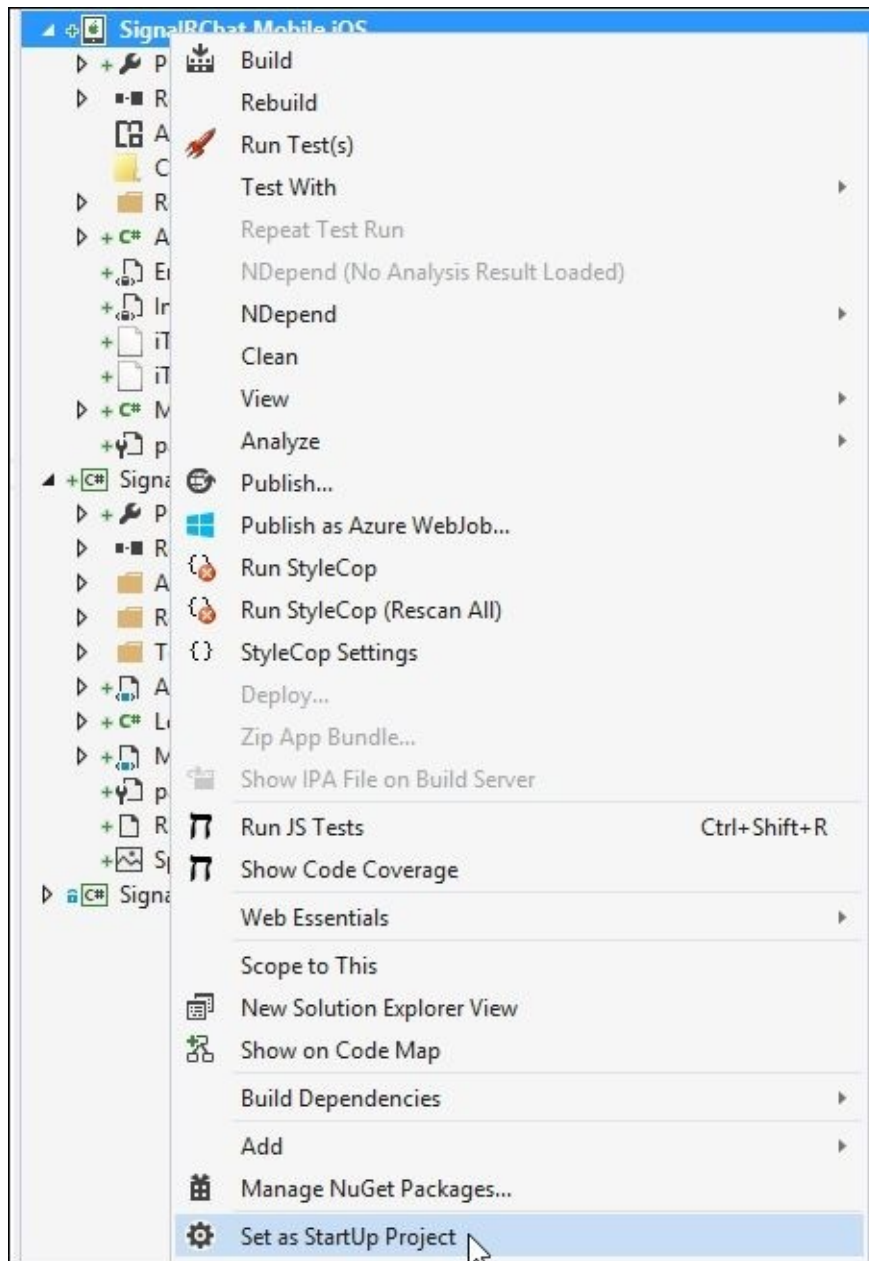 SignalRChat.Mobile.iOS
Build
Rebuild
Run Test(s)
Test With
Repeat Test Run
NDepend (No Analysis Result Loaded)
NDepend
Clean
View
Analyze
Publish...
Publish as Azure WebJob...
Run StyleCop
Run StyleCop (Rescan All)
StyleCop Settings
Deploy...
Zip App Bundle...
Show IPA File on Build Server
Run JS Tests Ctrl+Shift+R
Show Code Coverage
Web Essentials
Scope to This
New Solution Explorer View
Show on Code Map
Build Dependencies
Add
Manage NuGet Packages...
Set as StartUp Project